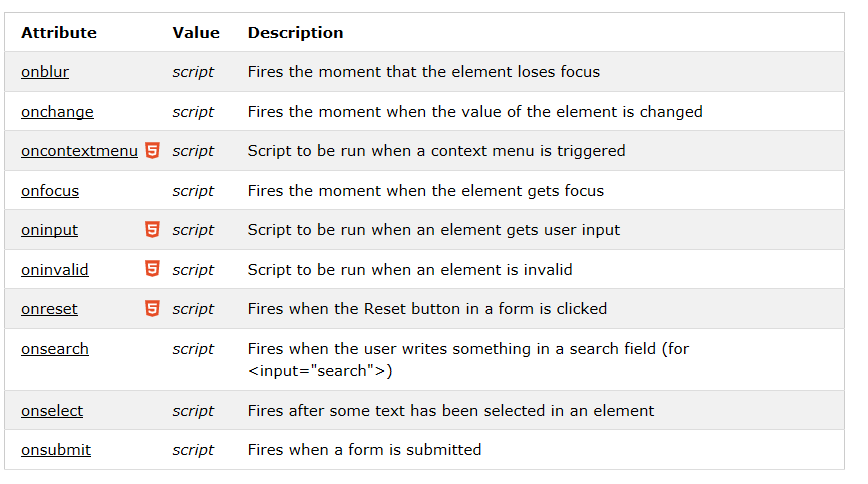 Attribute Value Description
onblur script Fires the moment that the element loses focus
onchange script Fires the moment when the value of the element is changed
oncontextmenu 5 script Script to be run when a context menu is triggered
onfocus script Fires the moment when the element gets focus
oninput 5 script Script to be run when an element gets user input
oninvalid 5 script Script to be run when an element is invalid
onreset 5 script Fires when the Reset button in a form is clicked
onsearch script Fires when the user writes something in a search field (for
<input="search">)
onselect script Fires after some text has been selected in an element
onsubmit script Fires when a form is submitted